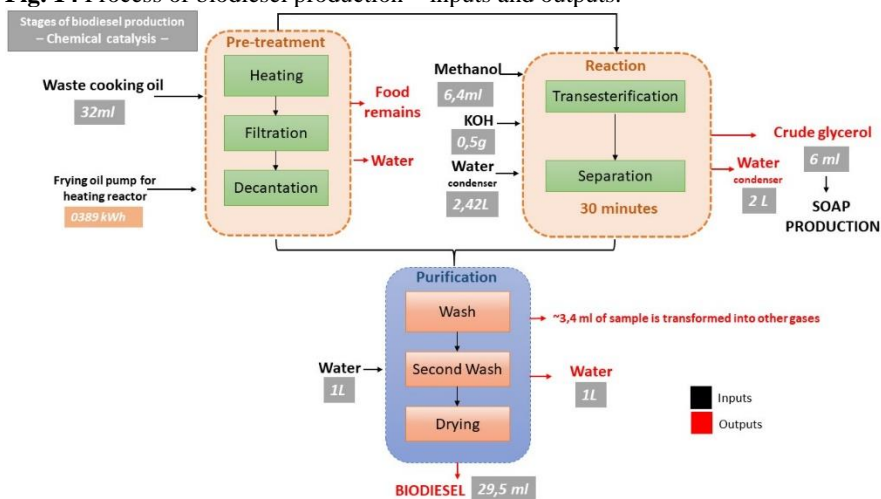 Fig. 14 Process of biodiesel production – inputs and outputs.
Stages of biodiesel production
– Chemical catalysis –
Pre-treatment
Heating
Filtration
Decantation
Waste cooking oil
32ml
Frying oil pump for
heating reactor
0389 kWh
Food
remains
Water
Methanol
6,4ml
KOH
0,5g
Water
condenser
2,42L
Reaction
Transesterification
Separation
30 minutes
Crude glycerol
6 ml
Water
condenser
2 L
SOAP
PRODUCTION
Purification
Wash
Second Wash
Drying
Water
1L
~3,4 ml of sample is transformed into other gases
Water
1L
BIODIESEL 29,5 ml
Inputs
Outputs